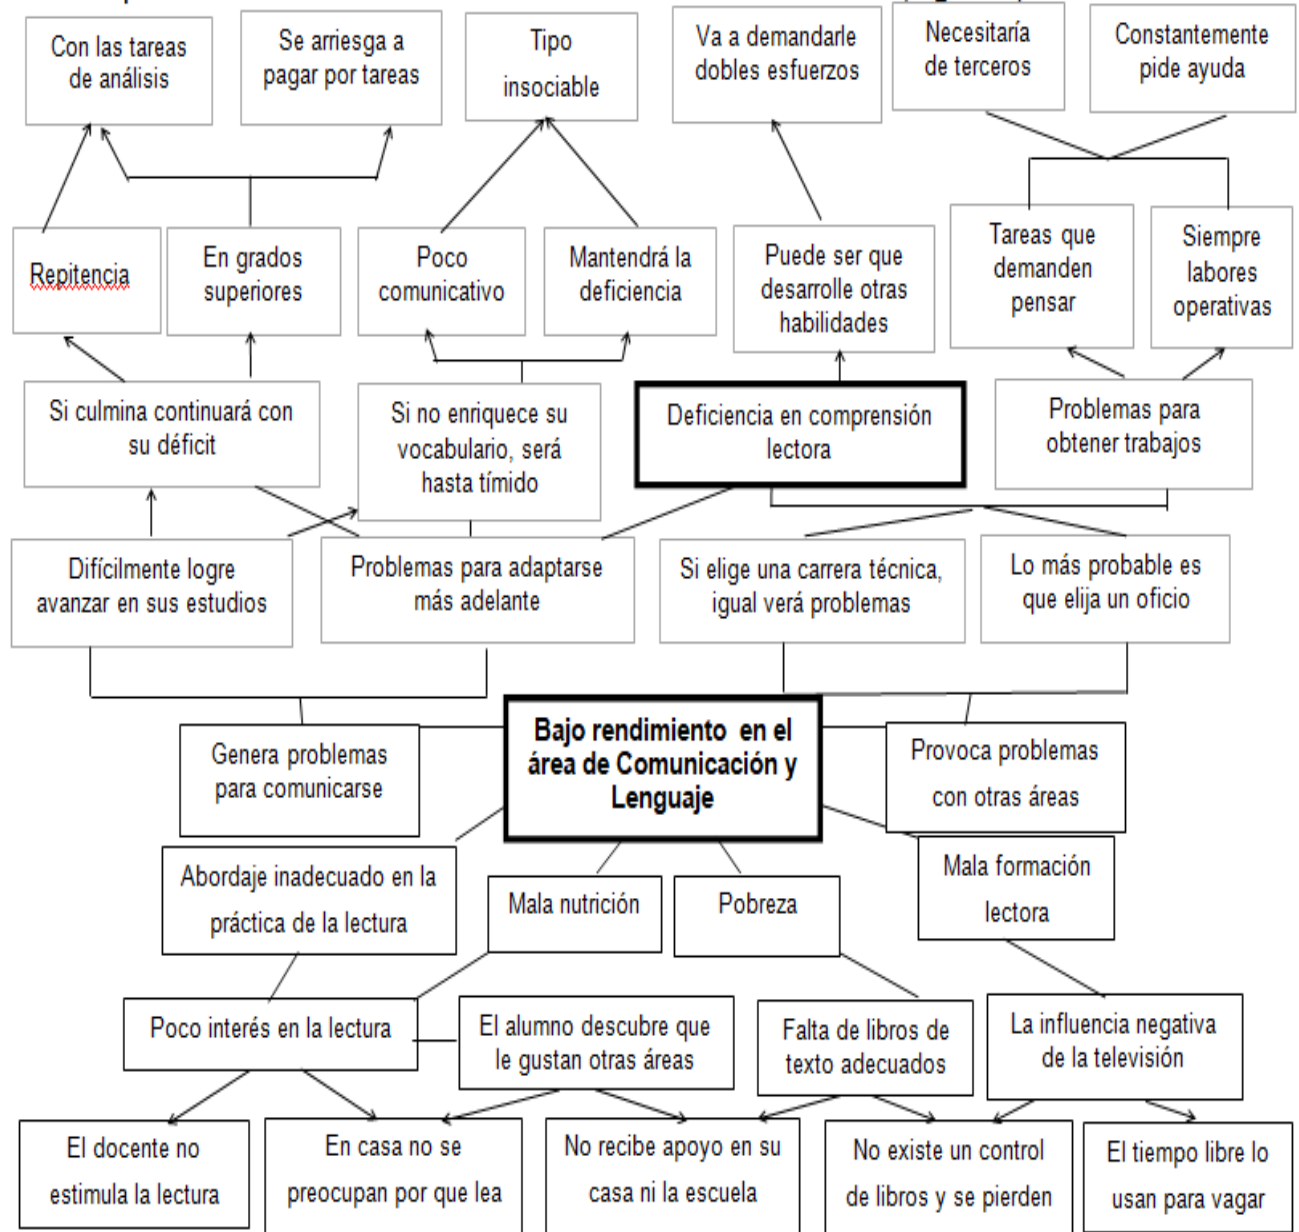 Con las tareas
de análisis
Se arriesga a
pagar por tareas
Tipo
insociable
Va a demandarle
dobles esfuerzos
Necesitaría
de terceros
Constantemente
pide ayuda
Repitencia
En grados
superiores
Poco
comunicativo
Mantendrá la
deficiencia
Puede ser que
desarrolle otras
habilidades
Tareas que
demanden
pensar
Siempre
labores
operativas
Si culmina continuará con
su déficit
Si no enriquece su
vocabulario, será
hasta tímido
Deficiencia en comprensión
lectora
Problemas para
obtener trabajos
Difícilmente logre
avanzar en sus estudios
Problemas para adaptarse
más adelante
Si elige una carrera técnica,
igual verá problemas
Lo más probable es
que elija un oficio
Genera problemas
para comunicarse
Bajo rendimiento en el
área de Comunicación y
Lenguaje
Provoca problemas
con otras áreas
Abordaje inadecuado en la
práctica de la lectura
Mala nutrición
Pobreza
Mala formación
lectora
Poco interés en la lectura
El alumno descubre que
le gustan otras áreas
Falta de libros de
texto adecuados
La influencia negativa
de la televisión
El docente no
estimula la lectura
En casa no se
preocupan por que lea
No recibe apoyo en su
casa ni la escuela
No existe un control
de libros y se pierden
El tiempo libre lo
usan para vagar